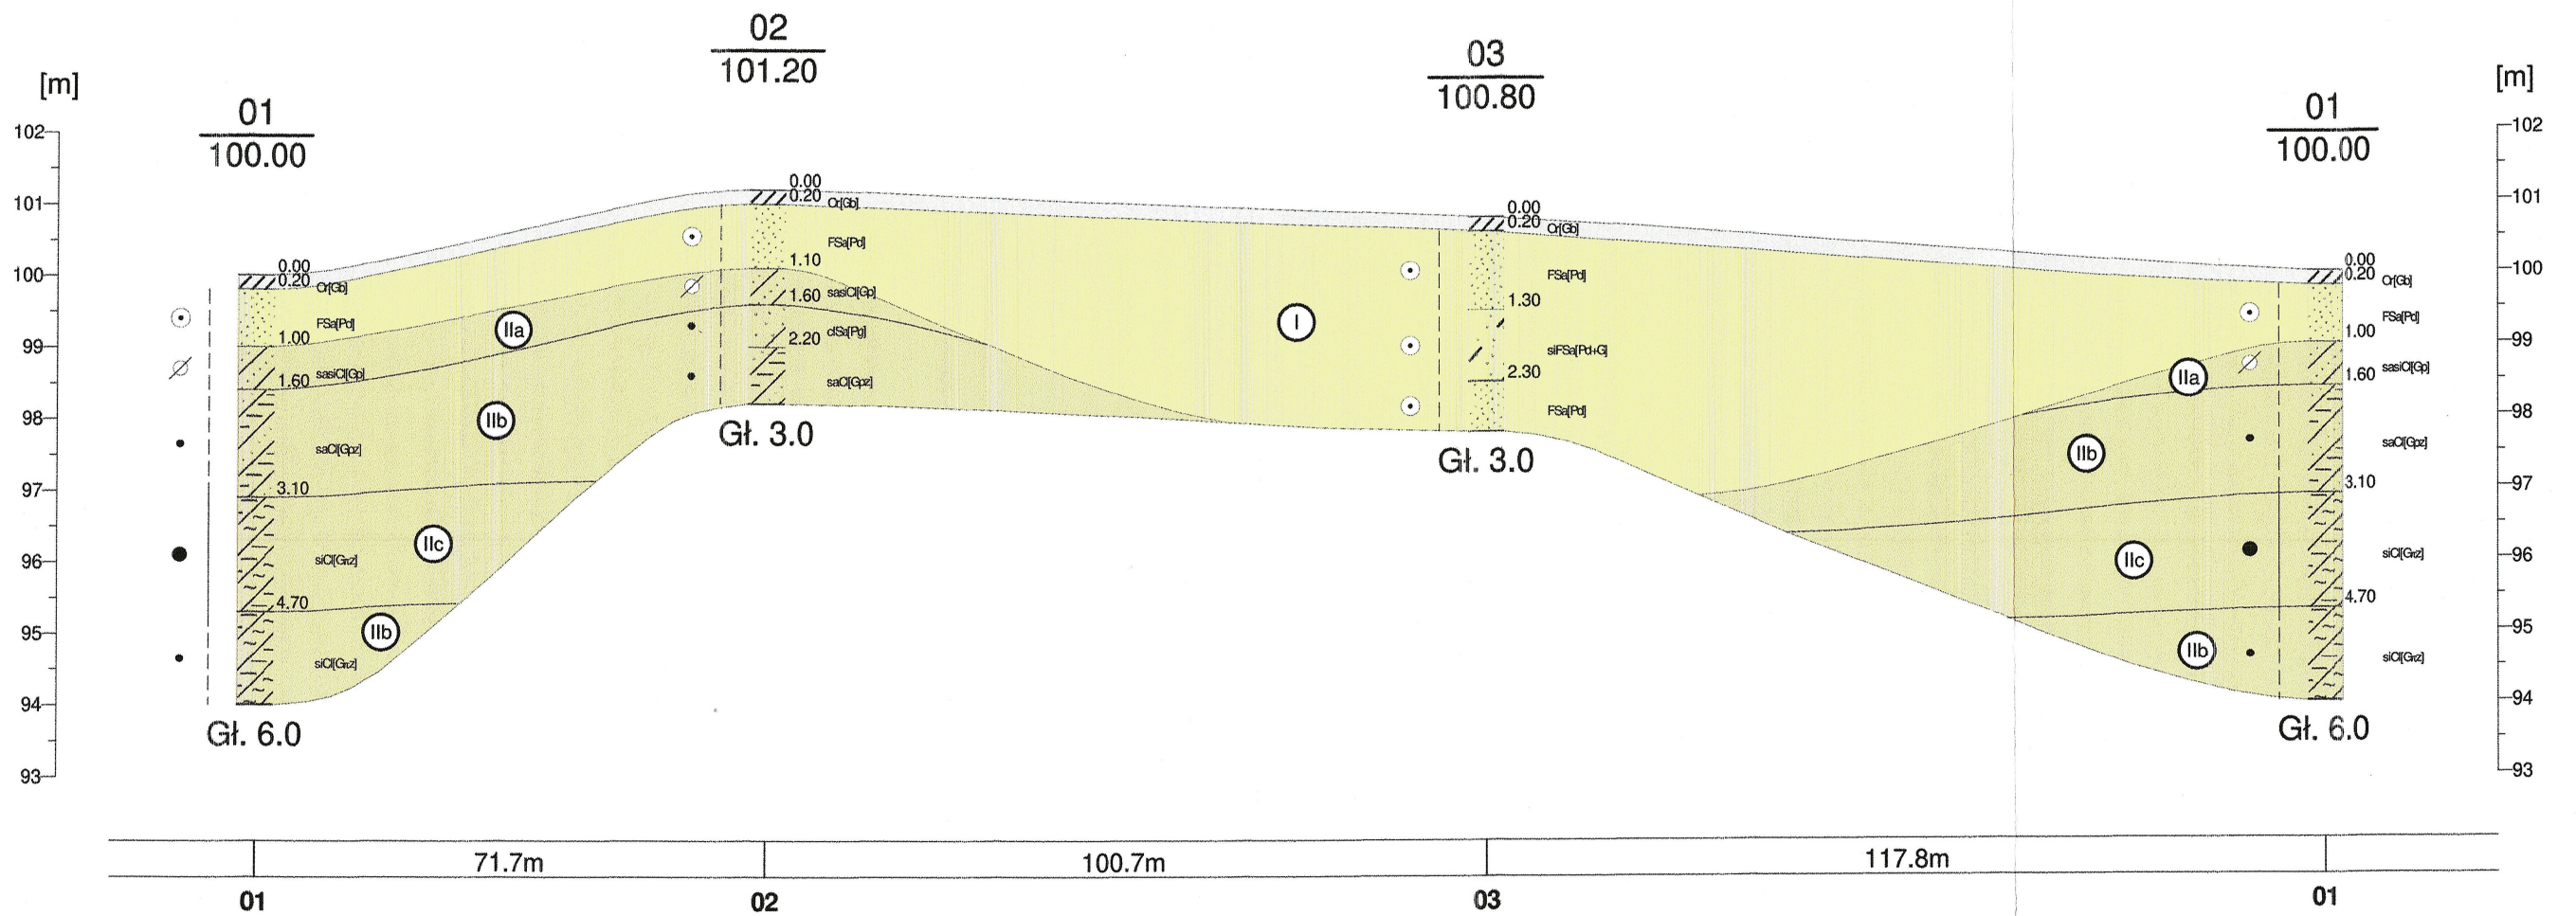 02
101.20
03
100.80
[m]
[m]
01
100.00
01
100.00
102
101
100
99
98
97
96
95
94
93
0.00
0.20
Or[Gb]
FSa[Pd]
1.00
sasiCl[Gp]
1.60
saCl[Gpz]
3.10
siCl[Gπz]
4.70
siCl[Gπz]
Gł. 6.0
IIa
IIb
IIc
IIb
0.00
0.20
Or[Gb]
FSa[Pd]
1.10
sasiCl[Gp]
1.60
clSa[Pg]
2.20
saCl[Gpz]
Gł. 3.0
I
0.00
0.20
Or[Gb]
FSa[Pd]
1.30
siFSa[Pd+G]
2.30
FSa[Pd]
Gł. 3.0
IIa
IIb
IIc
IIb
0.00
0.20
Or[Gb]
FSa[Pd]
1.00
sasiCl[Gp]
1.60
saCl[Gpz]
3.10
siCl[Gπz]
4.70
siCl[Gπz]
Gł. 6.0
102
101
100
99
98
97
96
95
94
93
71.7m 100.7m 117.8m
01 02 03 01